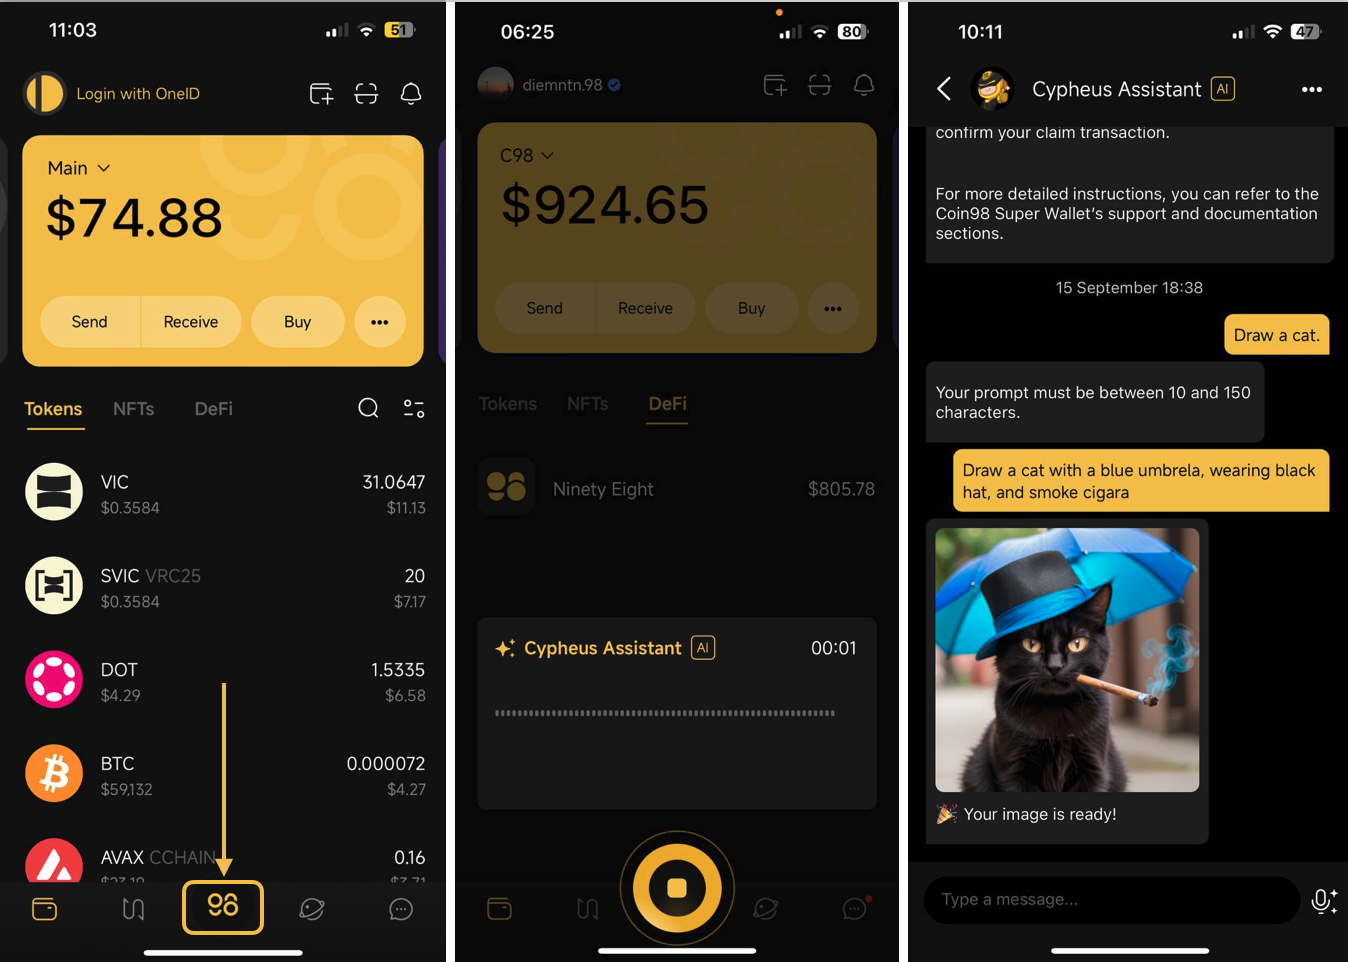 11:03
51
Login with OneID
Main
$74.88
Send
Receive
Buy
Tokens
NFTs
DeFi
VIC
31.0647
$0.3584
$11.13
SVIC VRC25
20
$0.3584
$7.17
DOT
1.5335
$4.29
$6.58
BTC
0.000072
$59,132
$4.27
AVAX CCHAIN
0.16
06:25
80
diemntn.98
C98
$924.65
Send
Receive
Buy
Tokens
NFTs
DeFi
Ninety Eight
$805.78
Cypheus Assistant AI
00:01
10:11
47
Cypheus Assistant AI
confirm your claim transaction.
For more detailed instructions, you can refer to the
Coin98 Super Wallet's support and documentation
sections.
15 September 18:38
Draw a cat.
Your prompt must be between 10 and 150
characters.
Draw a cat with a blue umbrela, wearing black
hat, and smoke cigara
Your image is ready!
Type a message...